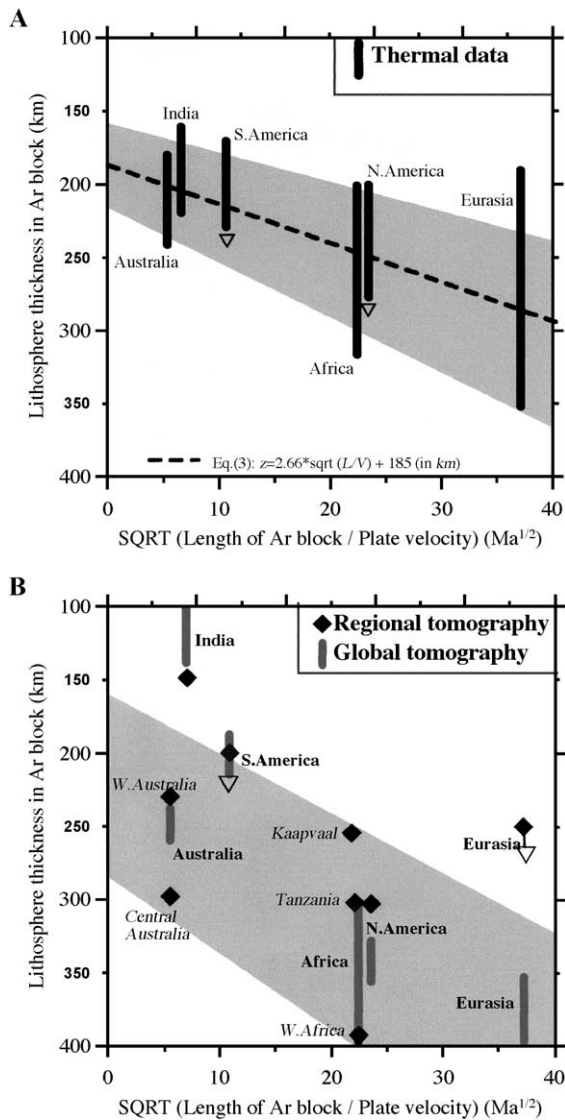 A
Thermal data
India
S.America
N.America
Eurasia
Australia
Africa
Eq.(3): z=2.66*sqrt (L/V) + 185 (in km)
Lithosphere thickness in Ar block (km)
100
150
200
250
300
350
400
0
10
20
30
40
SQRT (Length of Ar block / Plate velocity) (Ma1/2)
B
Regional tomography
Global tomography
India
S.America
W.Australia
Australia
Kaapvaal
Eurasia
Central
Australia
Tanzania
N.America
Africa
Eurasia
W.Africa
Lithosphere thickness in Ar block (km)
100
150
200
250
300
350
400
0
10
20
30
40
SQRT (Length of Ar block / Plate velocity) (Ma1/2)